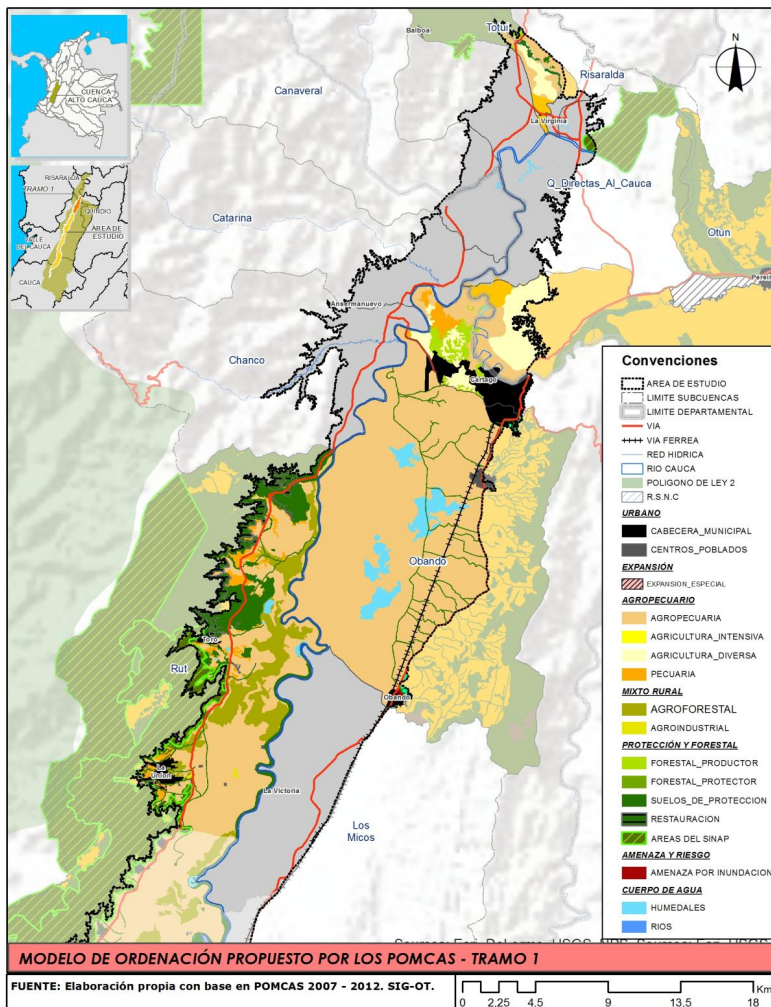 CUENCA
ALTO CAUCA
RISARALDA
TRAMO 1
QUINDIO
ÁREA DE
ESTUDIO
VALLE
DEL CAUCA
CAUCA
N
Balboa
Totui
Risaralda
Canaveral
La Virginia
Q_Directas_Al_Cauca
Catarina
Otun
Ansermanuevo
Chanco
Cartago
Obando
Toro
Rut
Obando
La
Union
La Victoria
Los
Micos
Convenciones
AREA DE ESTUDIO
LIMITE SUBCUENCAS
LIMITE DEPARTAMENTAL
VIA
VIA FERREA
RED HIDRICA
RIO CAUCA
POLIGONO DE LEY 2
R.S.N.C
URBANO
CABECERA_MUNICIPAL
CENTROS_POBLADOS
EXPANSIÓN
EXPANSION_ESPECIAL
AGROPECUARIO
AGROPECUARIA
AGRICULTURA_INTENSIVA
AGRICULTURA_DIVERSA
PECUARIA
MIXTO RURAL
AGROFORESTAL
AGROINDUSTRIAL
PROTECCIÓN Y FORESTAL
FORESTAL_PRODUCTOR
FORESTAL_PROTECTOR
SUELOS_DE_PROTECCION
RESTAURACION
AREAS DEL SINAP
AMENAZA Y RIESGO
AMENAZA POR INUNDACION
CUERPO DE AGUA
HUMEDALES
RIOS
MODELO DE ORDENACIÓN PROPUESTO POR LOS POMCAS - TRAMO 1
FUENTE: Elaboración propia con base en POMCAS 2007 - 2012. SIG-OT.
Km
0 2,25 4,5 9 13,5 18